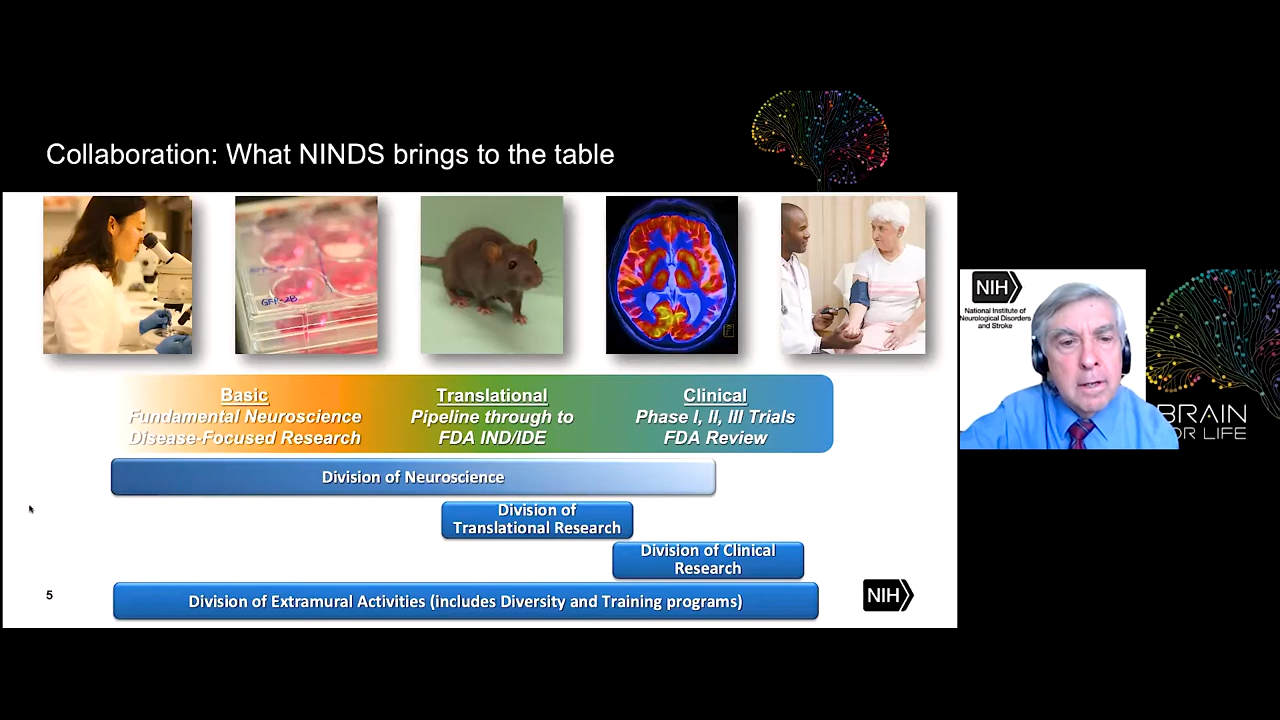 Collaboration: What NINDS brings to the table
GFP-2B
Basic
Fundamental Neuroscience
Disease-Focused Research
Translational
Pipeline through to
FDA IND/IDE
Clinical
Phase I, II, III Trials
FDA Review
Division of Neuroscience
Division of
Translational Research
Division of Clinical
Research
Division of Extramural Activities (includes Diversity and Training programs)
5
NIH
NIH
National Institute of
Neurological Disorders
and Stroke
BRAIN
OR LIFE